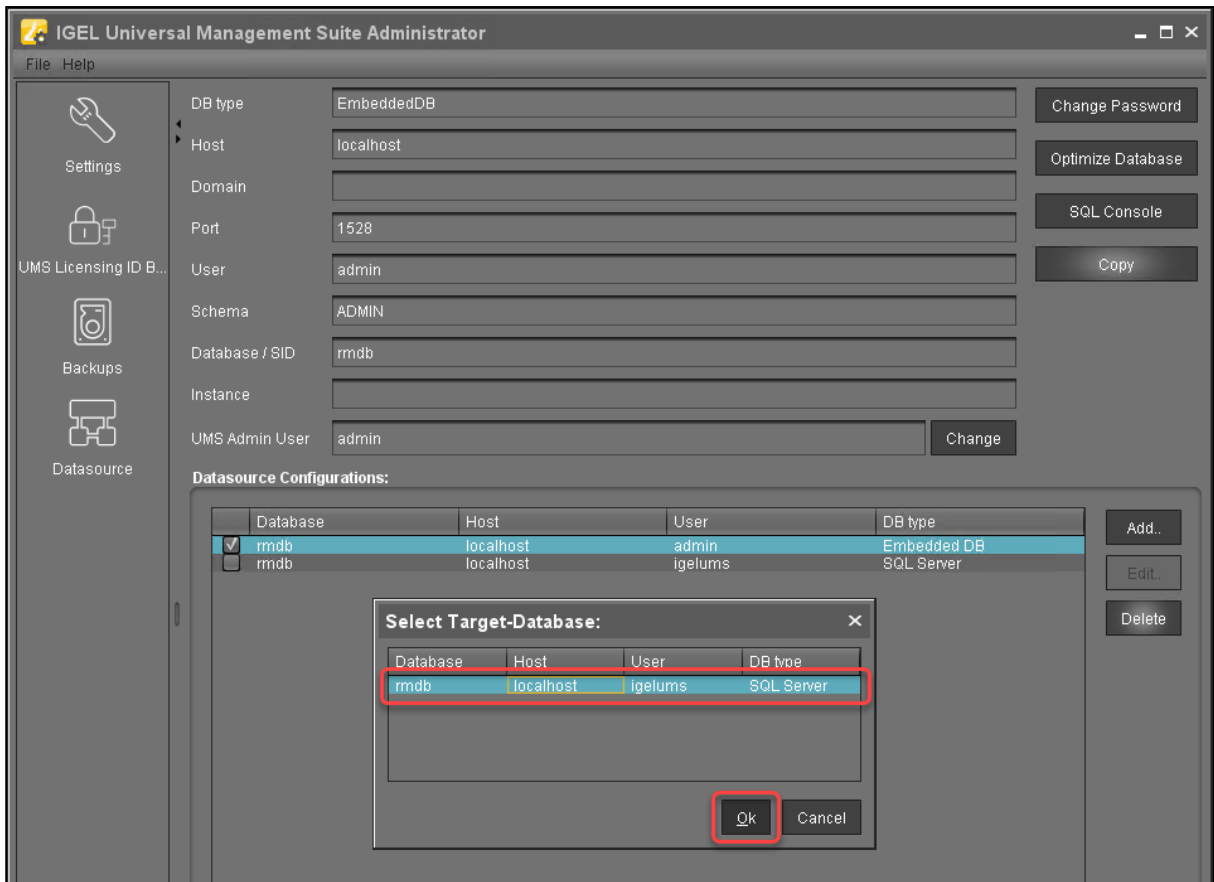 IGEL Universal Management Suite Administrator
File Help
Settings
UMS Licensing ID B...
Backups
Datasource
DB type EmbeddedDB
Host localhost
Domain
Port 1528
User admin
Schema ADMIN
Database / SID rmdb
Instance
UMS Admin User admin Change
Change Password
Optimize Database
SQL Console
Copy
Datasource Configurations:
Database Host User DB type
rmdb localhost admin Embedded DB
rmdb localhost igelums SQL Server
Add..
Edit..
Delete
Select Target-Database:
Database Host User DB type
rmdb localhost igelums SQL Server
Ok Cancel